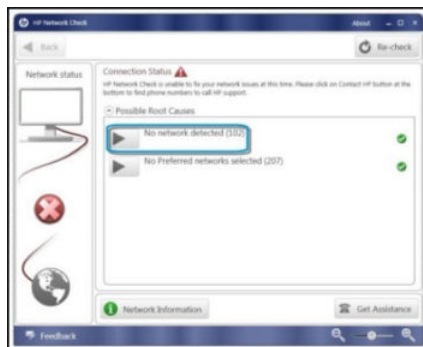 HP Network Check
About
Back
Re-check
Network status
Connection Status
HP Network Check is unable to fix your network issues at this time. Please click on Contact HP button at the
bottom to find phone numbers to call HP support.
Possible Root Causes
No network detected (102)
No Preferred networks selected (207)
Network Information
Get Assistance
Feedback